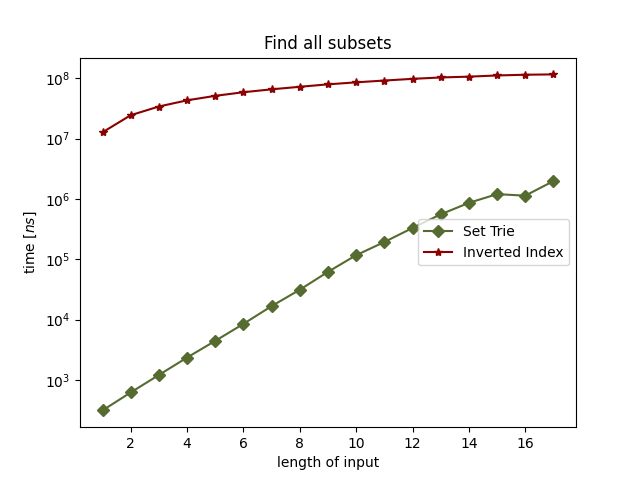 Find all subsets
time [ns]
10^8
10^7
10^6
10^5
10^4
10^3
Set Trie
Inverted Index
2 4 6 8 10 12 14 16
length of input